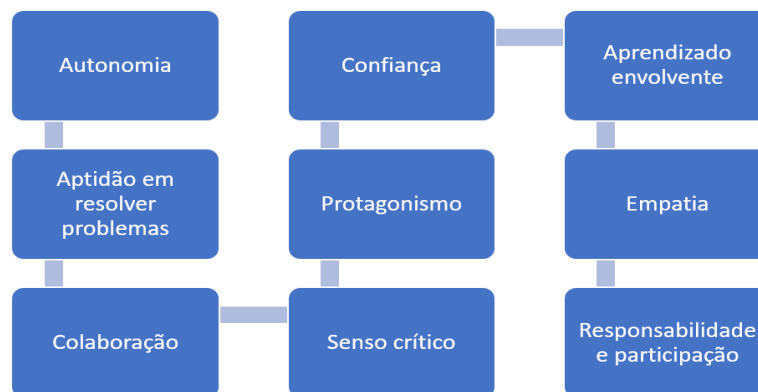 Autonomia
Aptidão em
resolver
problemas
Colaboração
Senso crítico
Protagonismo
Confiança
Aprendizado
envolvente
Empatia
Responsabilidade
e participação